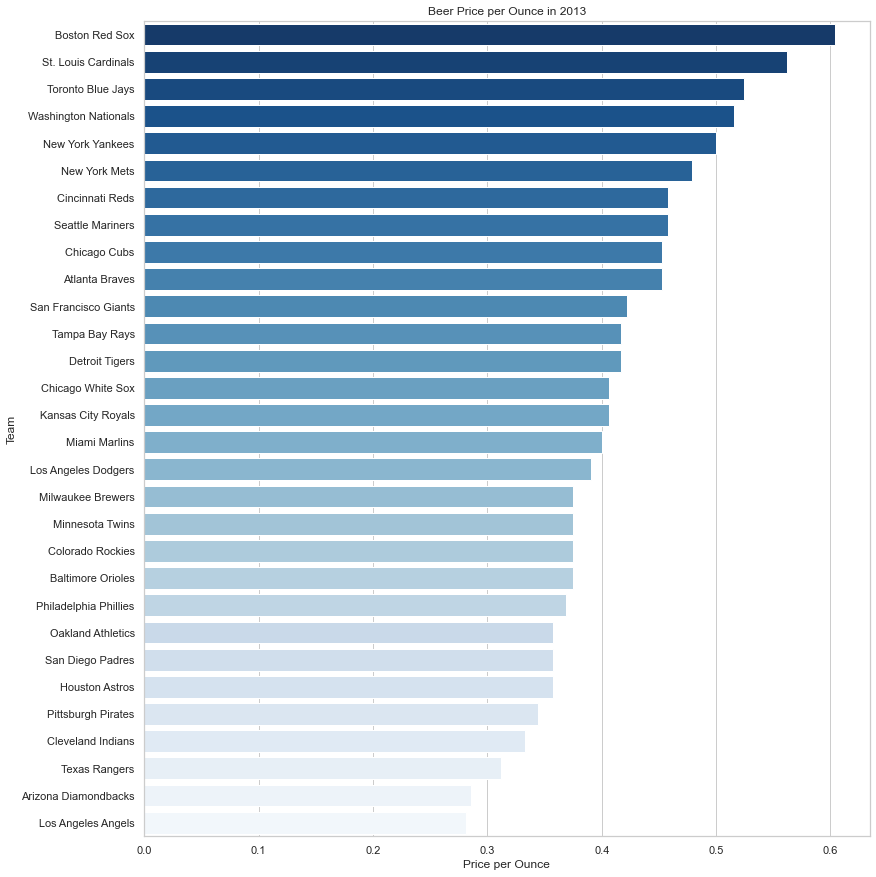 Beer Price per Ounce in 2013
Boston Red Sox
St. Louis Cardinals
Toronto Blue Jays
Washington Nationals
New York Yankees
New York Mets
Cincinnati Reds
Seattle Mariners
Chicago Cubs
Atlanta Braves
San Francisco Giants
Tampa Bay Rays
Detroit Tigers
Chicago White Sox
Kansas City Royals
Miami Marlins
Los Angeles Dodgers
Milwaukee Brewers
Minnesota Twins
Colorado Rockies
Baltimore Orioles
Philadelphia Phillies
Oakland Athletics
San Diego Padres
Houston Astros
Pittsburgh Pirates
Cleveland Indians
Texas Rangers
Arizona Diamondbacks
Los Angeles Angels
Team
0.0 0.1 0.2 0.3 0.4 0.5 0.6
Price per Ounce